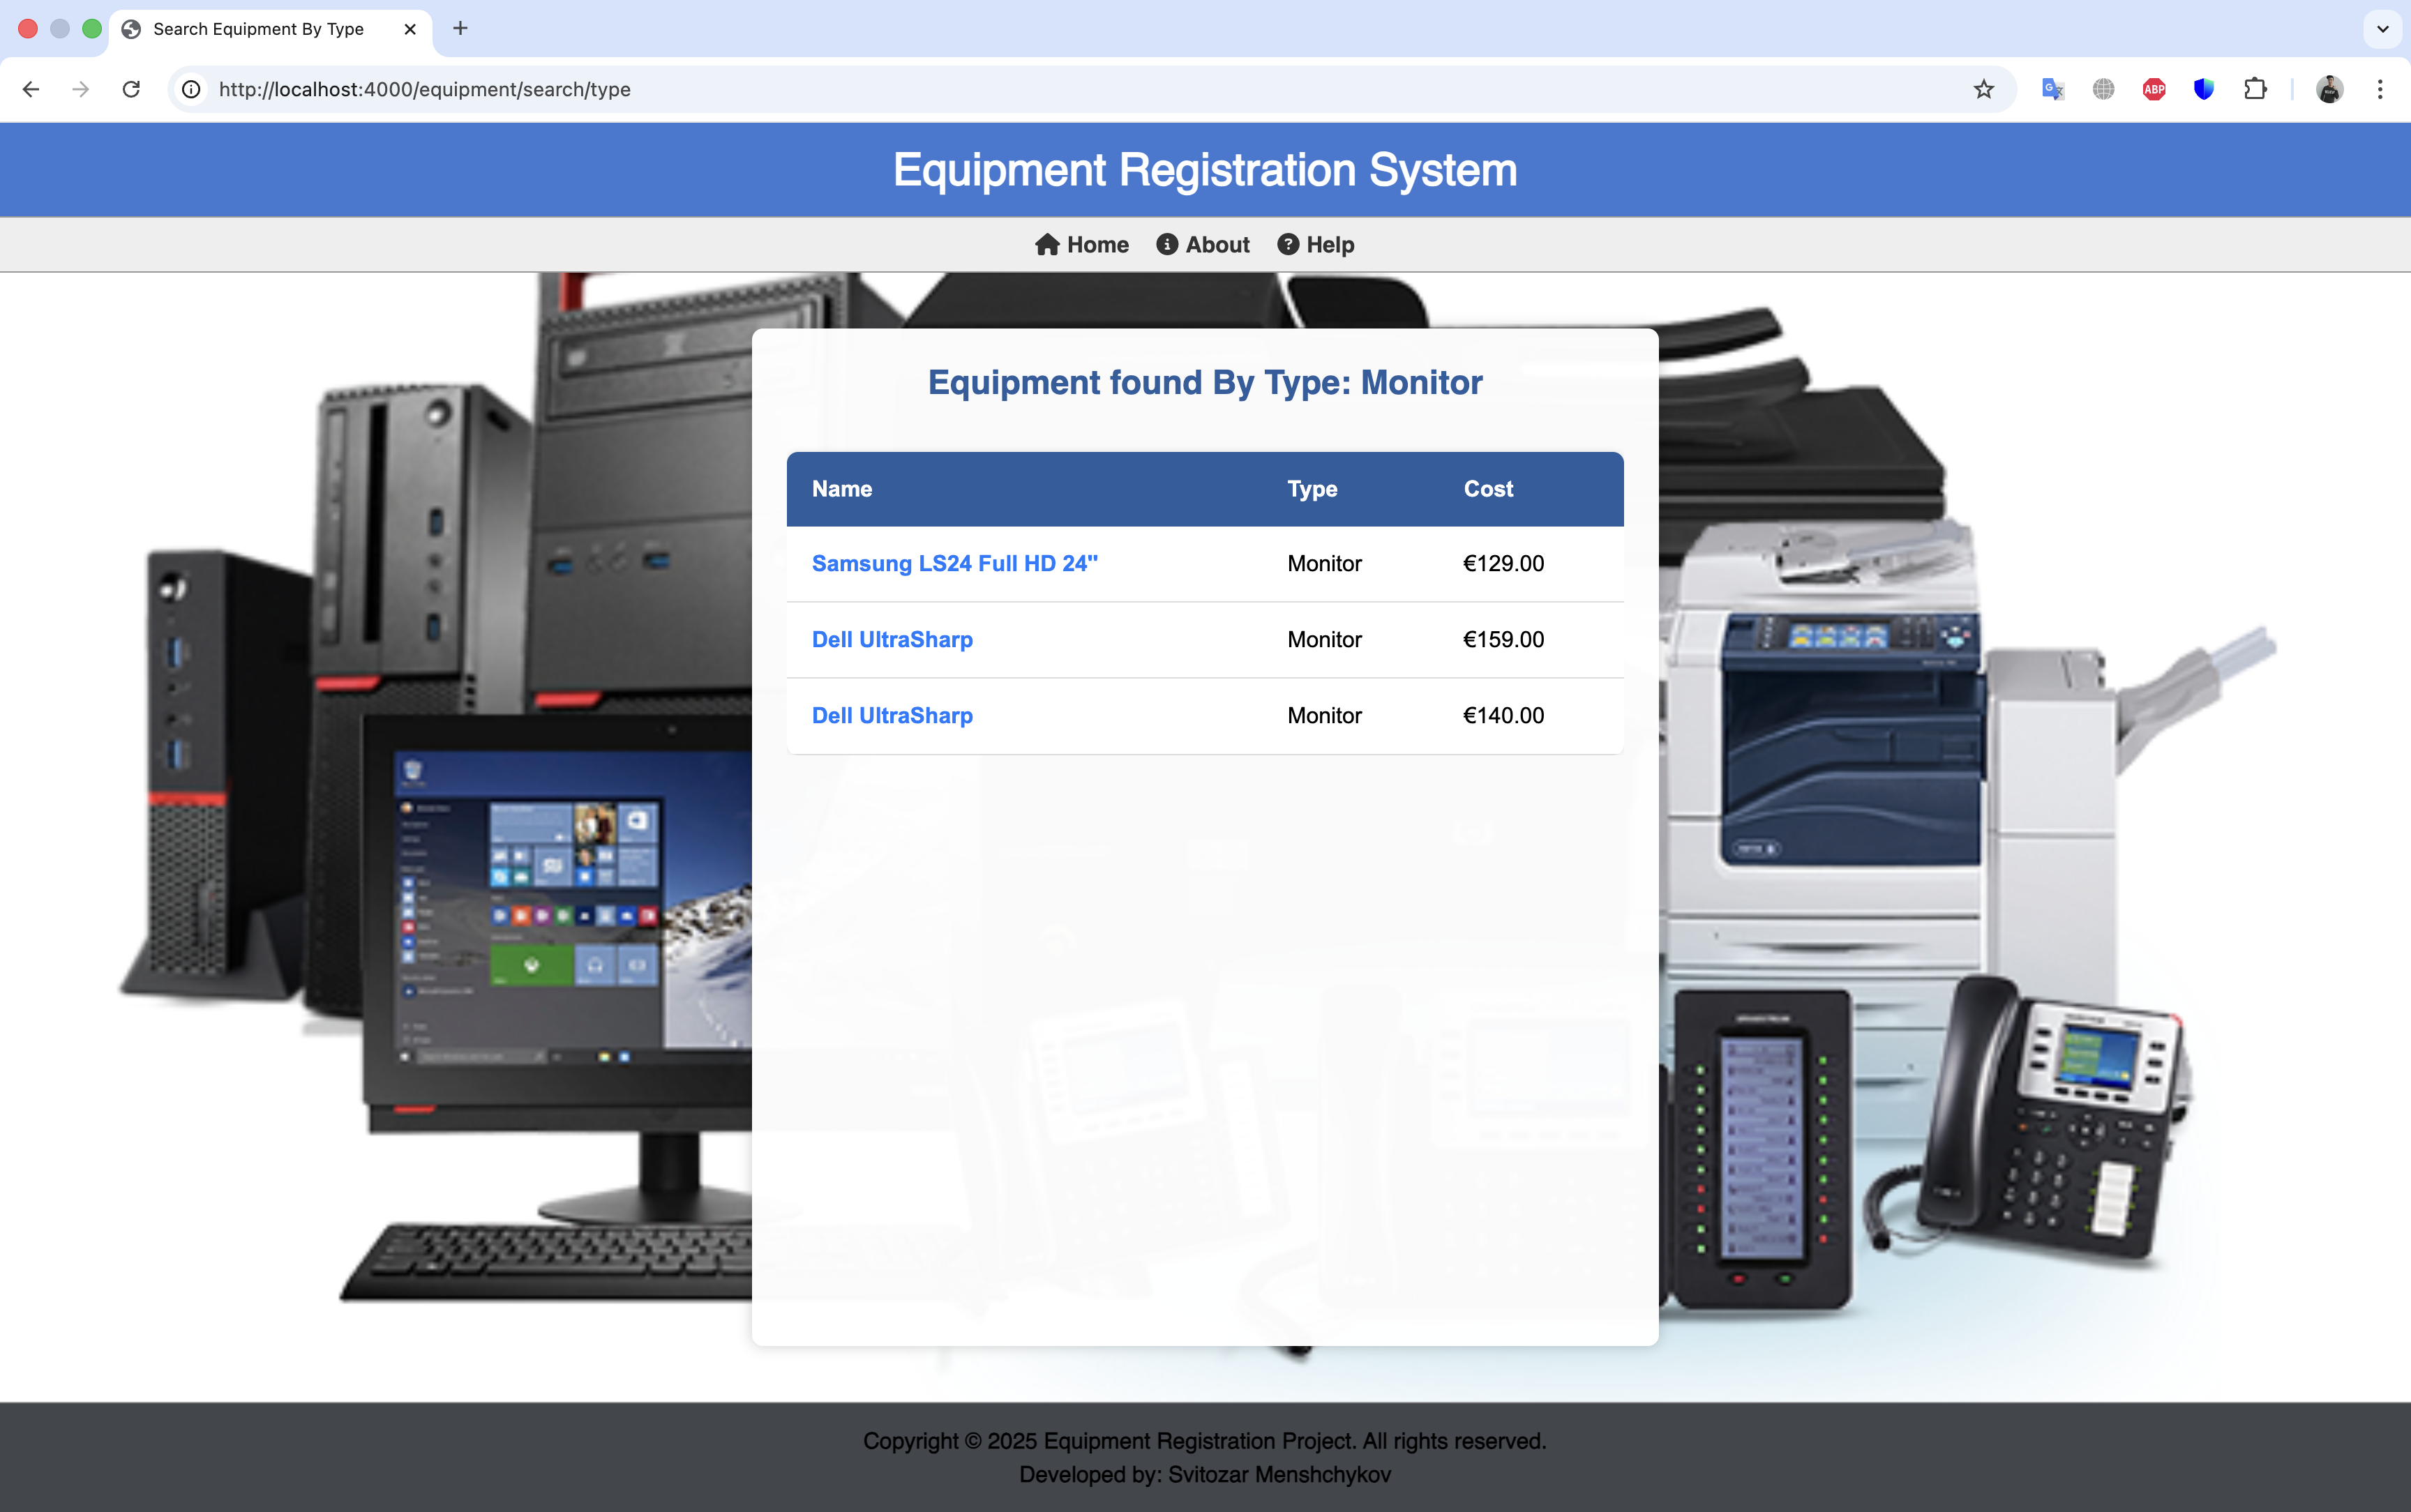 Search Equipment By Type
http://localhost:4000/equipment/search/type
ABP
Equipment Registration System
Home About Help
Equipment found By Type: Monitor
Name Type Cost
Samsung LS24 Full HD 24" Monitor €129.00
Dell UltraSharp Monitor €159.00
Dell UltraSharp Monitor €140.00
Copyright © 2025 Equipment Registration Project. All rights reserved.
Developed by: Svitozar Menshchykov